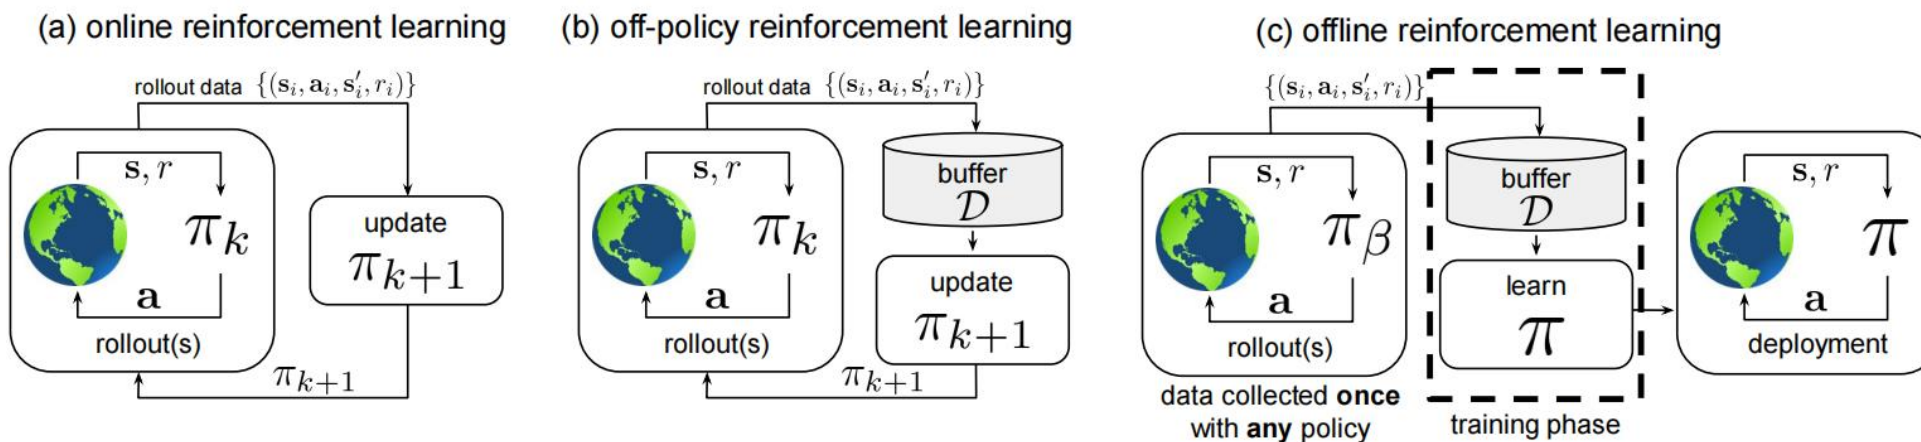 (a) online reinforcement learning
rollout data {(s_i, a_i, s'_i, r_i)}
s, r
π_k
a
rollout(s)
update
π_{k+1}
π_{k+1}
(b) off-policy reinforcement learning
rollout data {(s_i, a_i, s'_i, r_i)}
s, r
π_k
a
rollout(s)
buffer
D
update
π_{k+1}
π_{k+1}
(c) offline reinforcement learning
{(s_i, a_i, s'_i, r_i)}
s, r
π_β
a
rollout(s)
data collected once
with any policy
buffer
D
learn
π
training phase
s, r
π
a
deployment